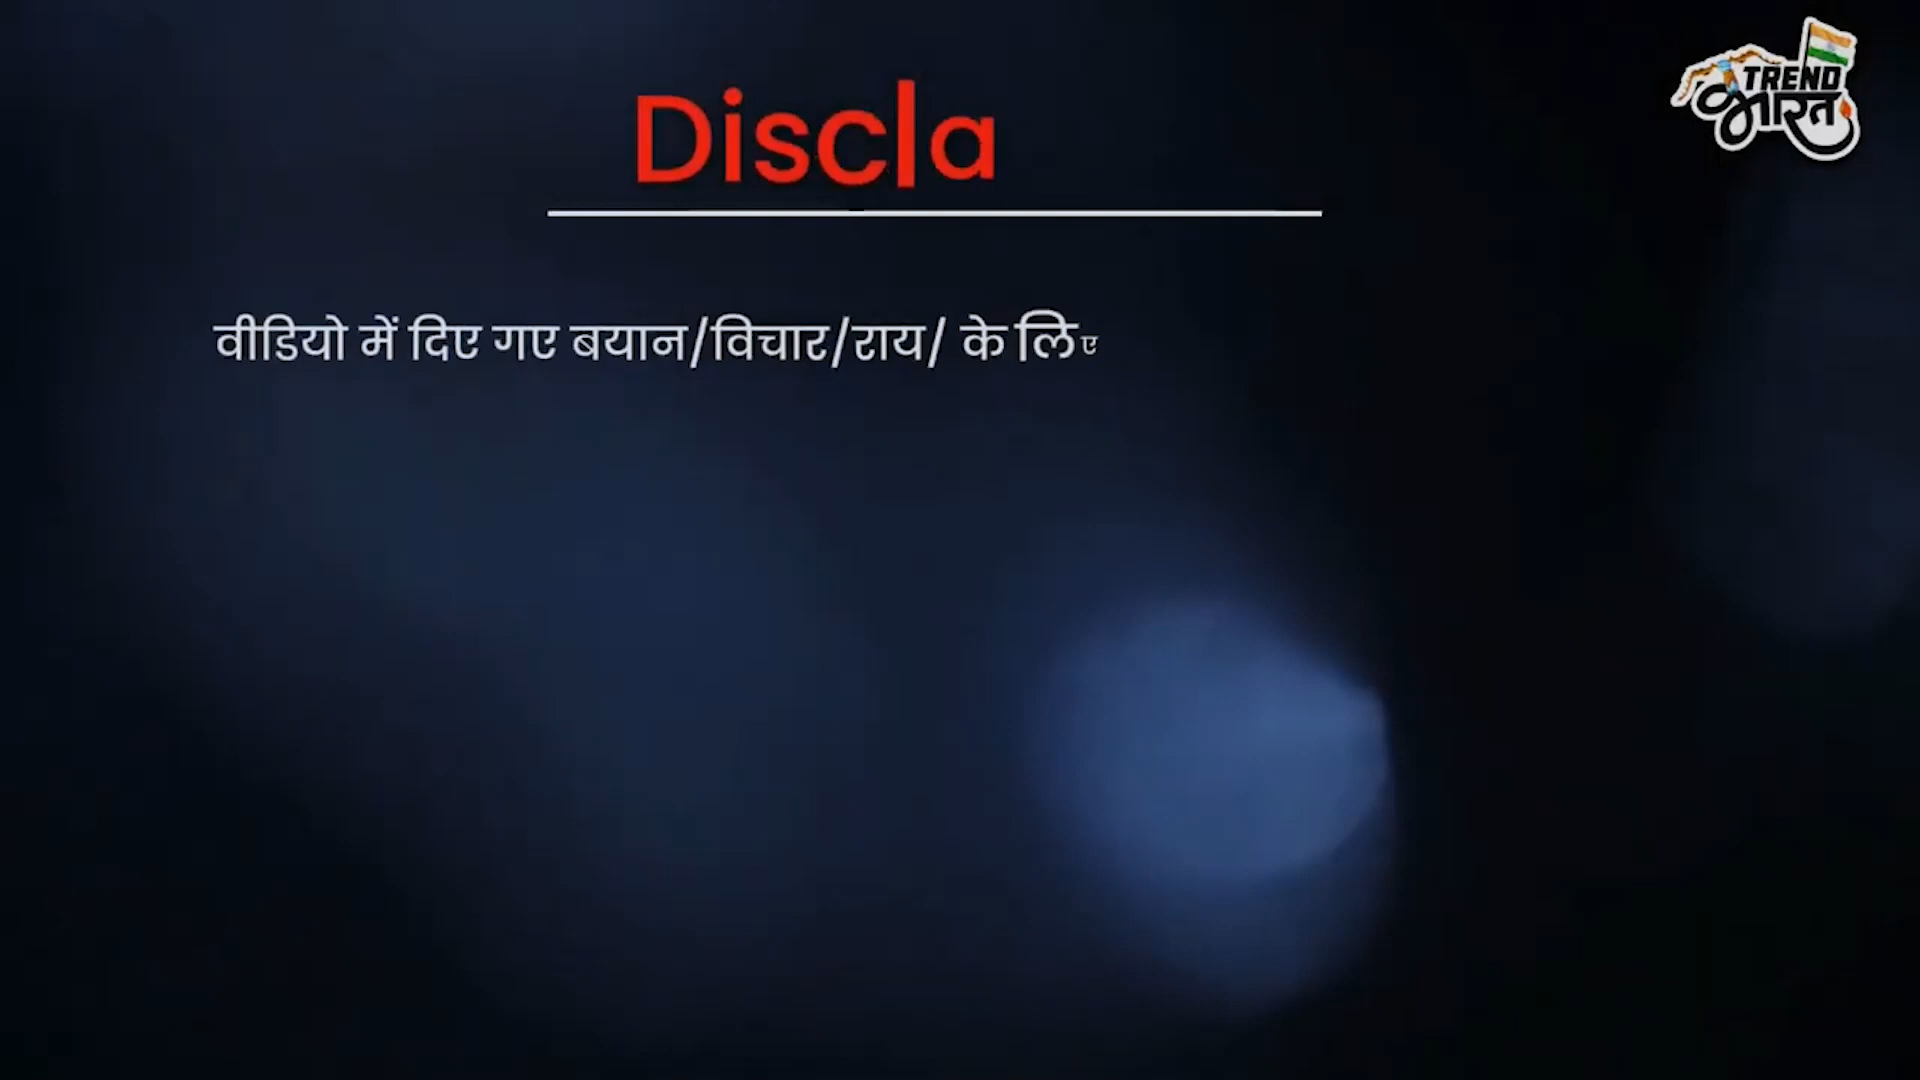 TREND
भारत
Discla
वीडियो में दिए गए बयान/विचार/राय/ के लिए